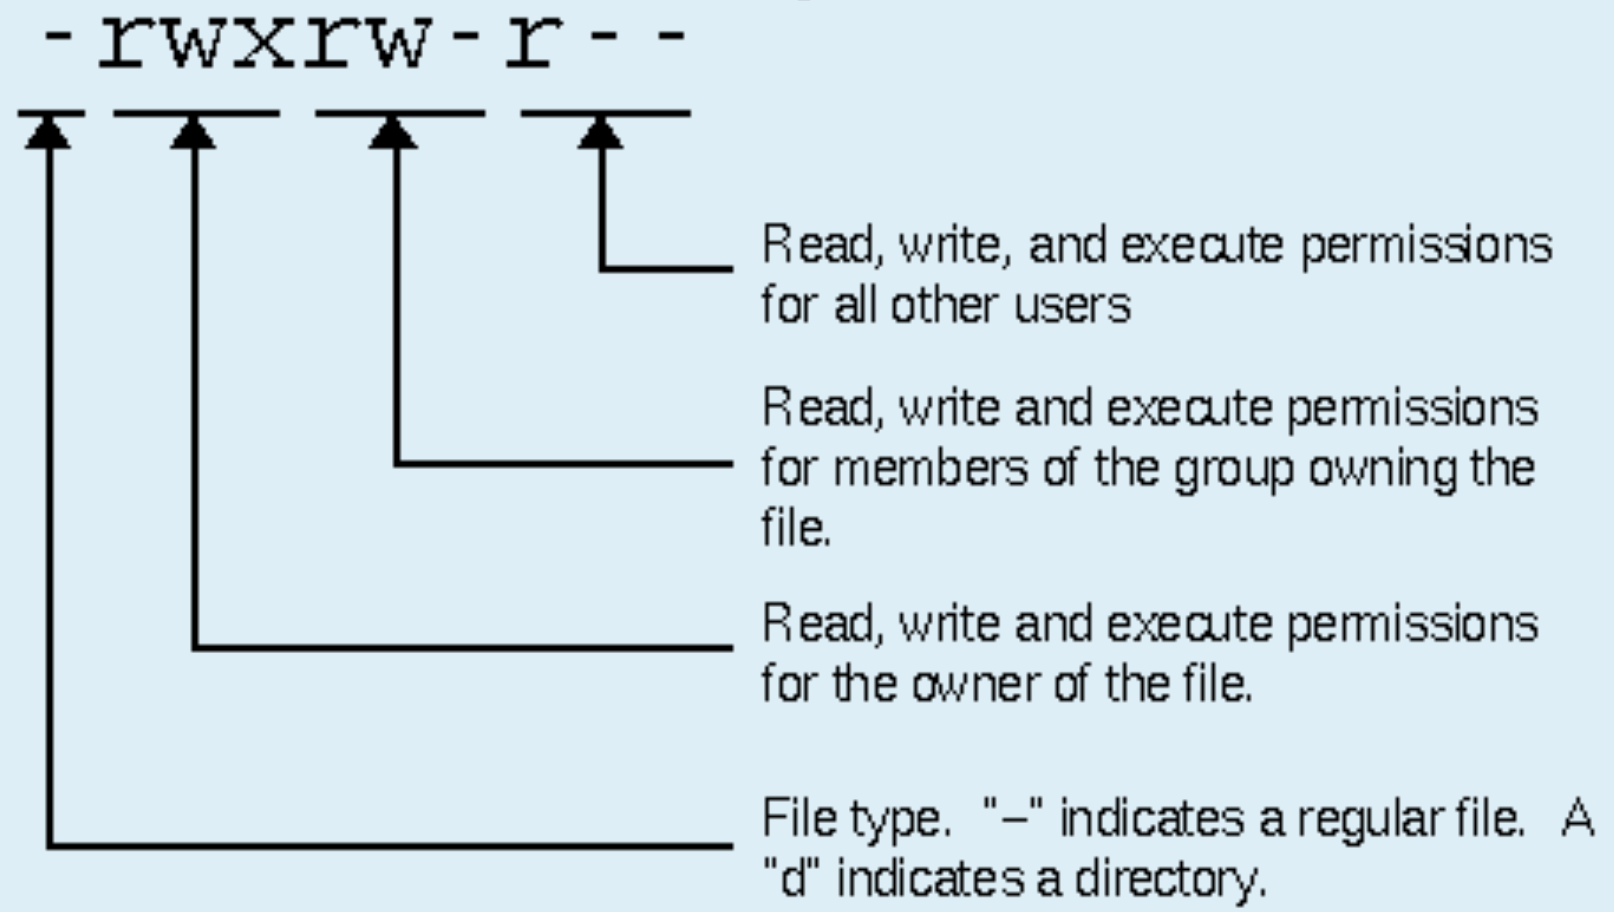 -rwxrw-r--
Read, write, and execute permissions
for all other users
Read, write and execute permissions
for members of the group owning the
file.
Read, write and execute permissions
for the owner of the file.
File type.  "–" indicates a regular file.  A
"d" indicates a directory.